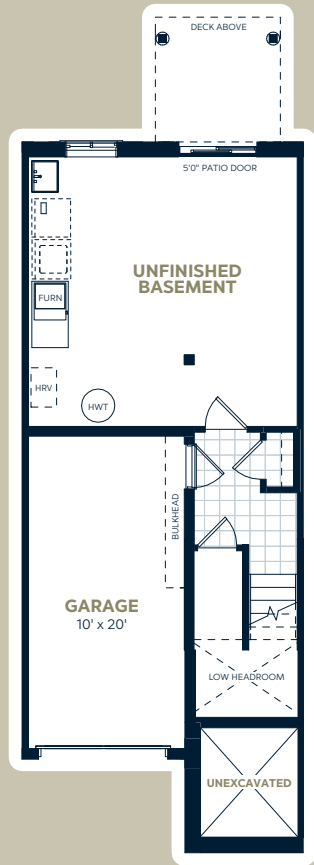 DECK ABOVE
5'0" PATIO DOOR
UNFINISHED
BASEMENT
FURN
HRV
HWT
BULKHEAD
GARAGE
10' x 20'
LOW HEADROOM
UNEXCAVATED